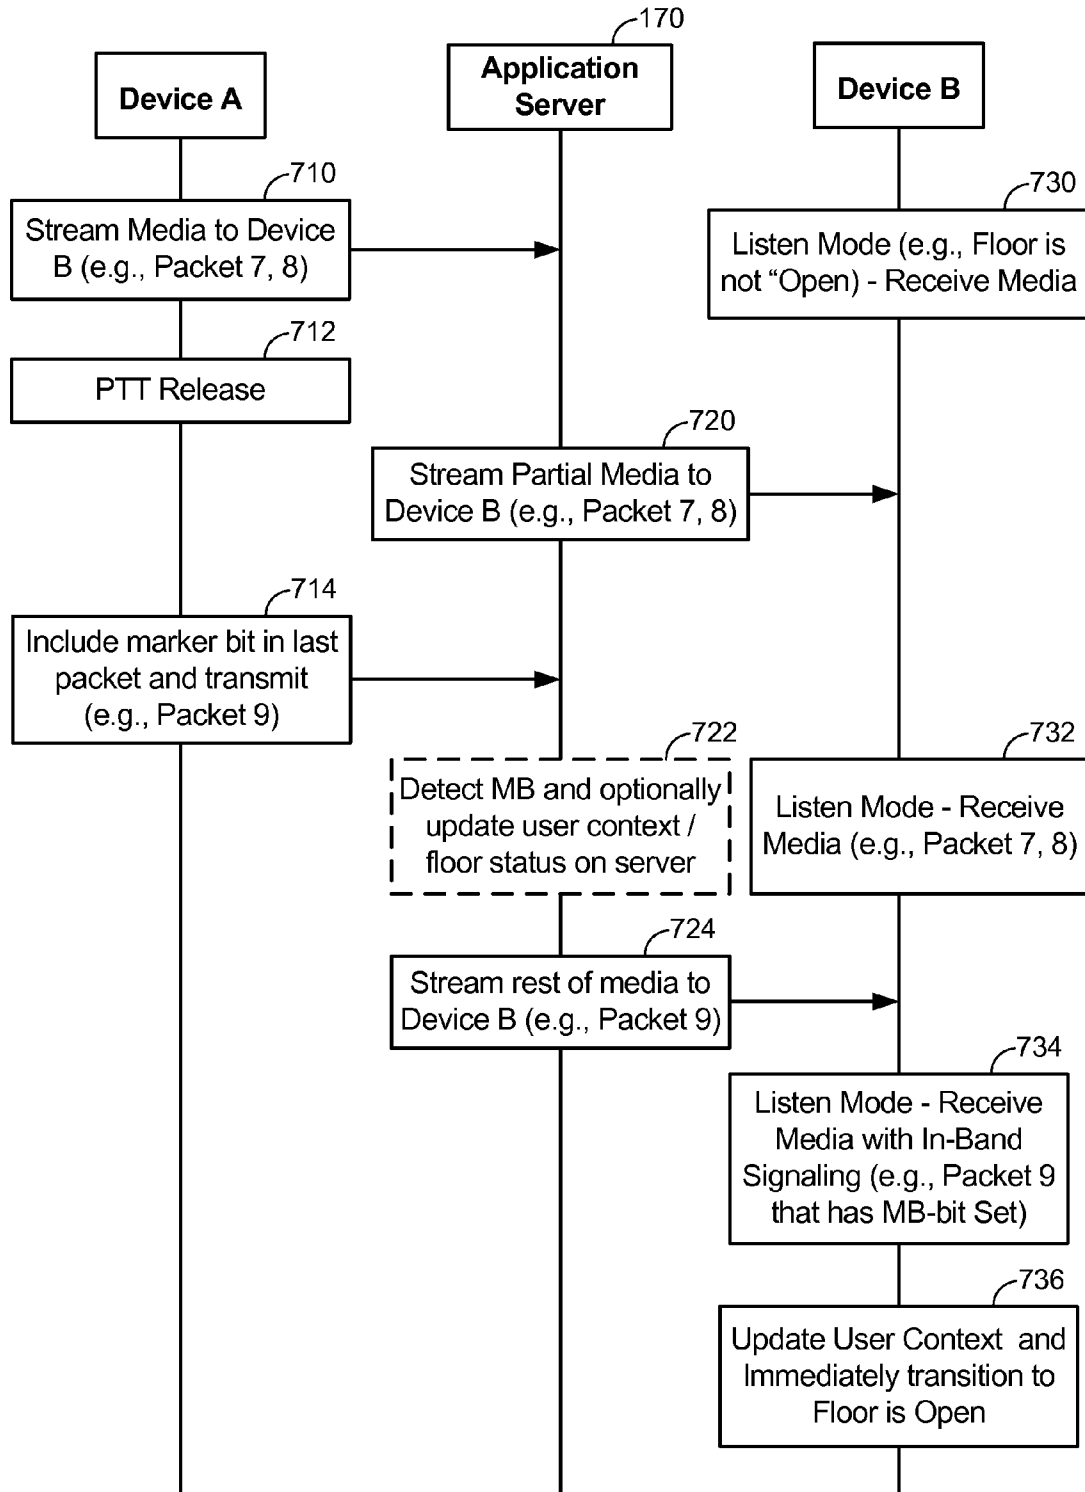 170
Device A
Application
Server
Device B
710
Stream Media to Device
B (e.g., Packet 7, 8)
730
Listen Mode (e.g., Floor is
not “Open) - Receive Media
712
PTT Release
720
Stream Partial Media to
Device B (e.g., Packet 7, 8)
714
Include marker bit in last
packet and transmit
(e.g., Packet 9)
722
Detect MB and optionally
update user context /
floor status on server
732
Listen Mode - Receive
Media (e.g., Packet 7, 8)
724
Stream rest of media to
Device B (e.g., Packet 9)
734
Listen Mode - Receive
Media with In-Band
Signaling (e.g., Packet 9
that has MB-bit Set)
736
Update User Context and
Immediately transition to
Floor is Open